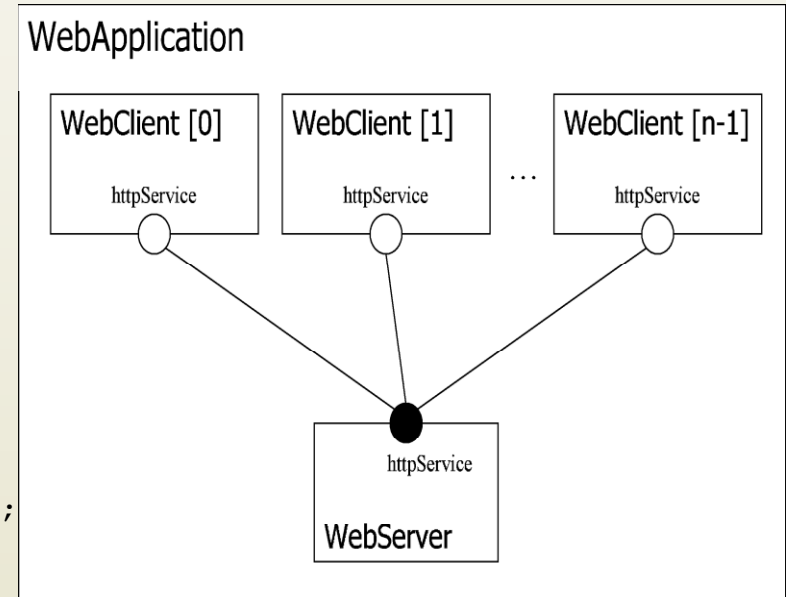 WebApplication
WebClient [0] WebClient [1] WebClient [n-1]
...
httpService httpService httpService
httpService
;
WebServer